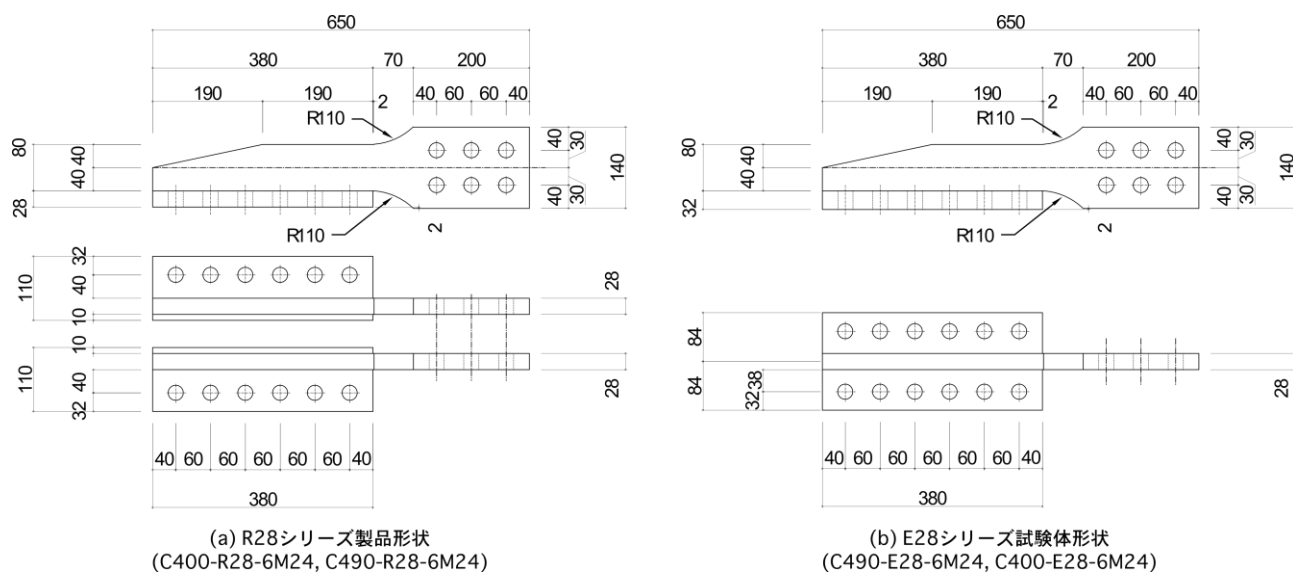 650
380 70 200
190 190 2 40 60 60 40
R110
80 40 40 28
40 30 40 30 140
R110
2
110 32 40 10
28
10 110 40 32
28
40 60 60 60 60 60 40
380
(a) R28シリーズ製品形状
(C400-R28-6M24, C490-R28-6M24)
650
380 70 200
190 190 2 40 60 60 40
R110
80 40 40 32
40 30 40 30 140
R110
2
84 84 38 32
28
40 60 60 60 60 60 40
380
(b) E28シリーズ試験体形状
(C490-E28-6M24, C400-E28-6M24)